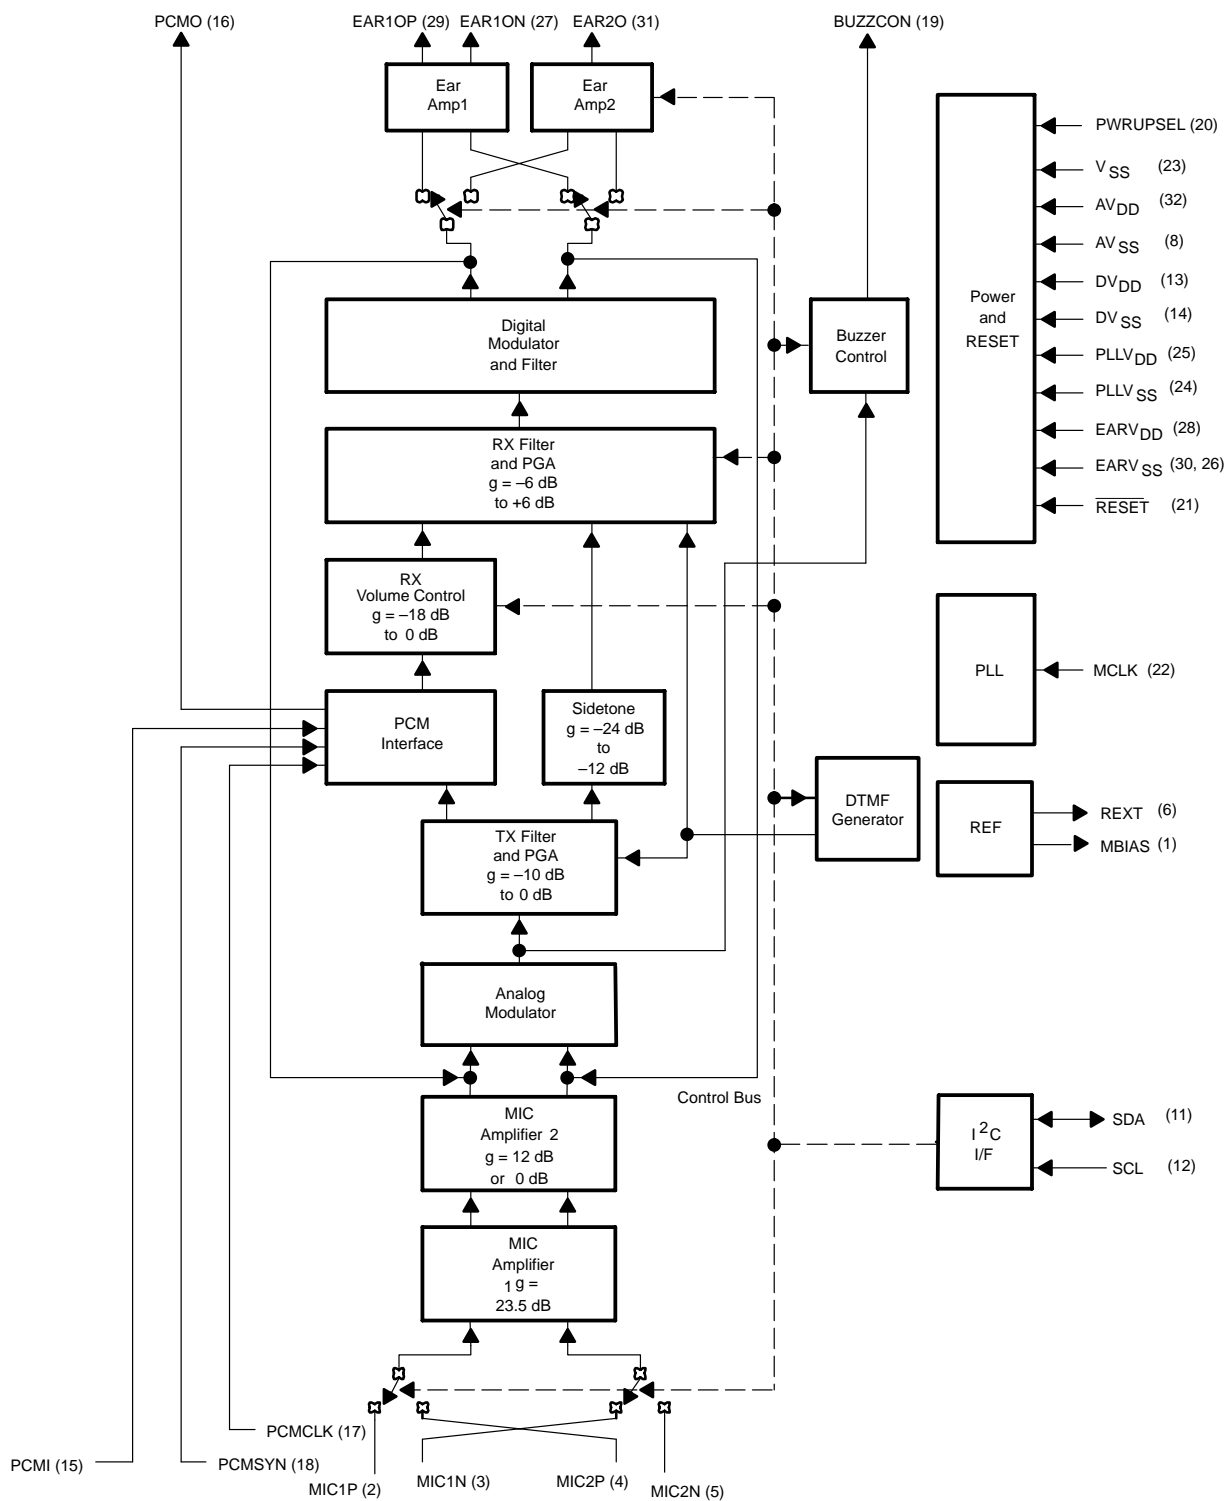 PCMO (16)
EAR1OP (29)
EAR1ON (27)
EAR2O (31)
BUZZCON (19)
Ear
Amp1
Ear
Amp2
Power
and
RESET
PWRUPSEL (20)
VSS (23)
AVDD (32)
AVSS (8)
DVDD (13)
DVSS (14)
PLLVDD (25)
PLLVSS (24)
EARVDD (28)
EARVSS (30, 26)
RESET (21)
Digital
Modulator
and Filter
Buzzer
Control
RX Filter
and PGA
g = –6 dB
to +6 dB
RX
Volume Control
g = –18 dB
to 0 dB
PLL
MCLK (22)
PCM
Interface
Sidetone
g = –24 dB
to
–12 dB
DTMF
Generator
REF
REXT (6)
MBIAS (1)
TX Filter
and PGA
g = –10 dB
to 0 dB
Analog
Modulator
Control Bus
MIC
Amplifier 2
g = 12 dB
or 0 dB
I2C
I/F
SDA (11)
SCL (12)
MIC
Amplifier
1 g =
23.5 dB
PCMCLK (17)
PCMI (15)
PCMSYN (18)
MIC1P (2)
MIC1N (3)
MIC2P (4)
MIC2N (5)